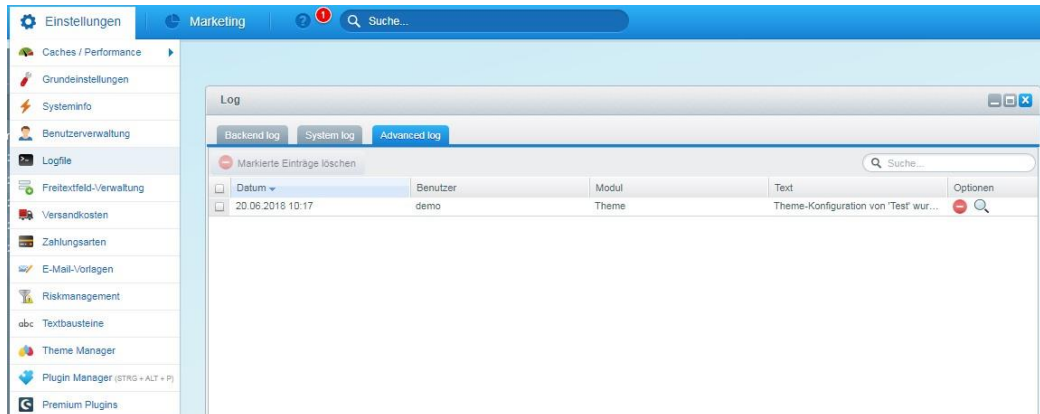 Einstellungen
Marketing
1
Suche...
Caches / Performance
Grundeinstellungen
Systeminfo
Benutzerverwaltung
Logfile
Freitextfeld-Verwaltung
Versandkosten
Zahlungsarten
E-Mail-Vorlagen
Riskmanagement
abc Textbausteine
Theme Manager
Plugin Manager (STRG + ALT + P)
Premium Plugins
Log
Backend log System log Advanced log
Markierte Einträge löschen Suche...
Datum Benutzer Modul Text Optionen
20.06.2018 10:17 demo Theme Theme-Konfiguration von 'Test' wur...